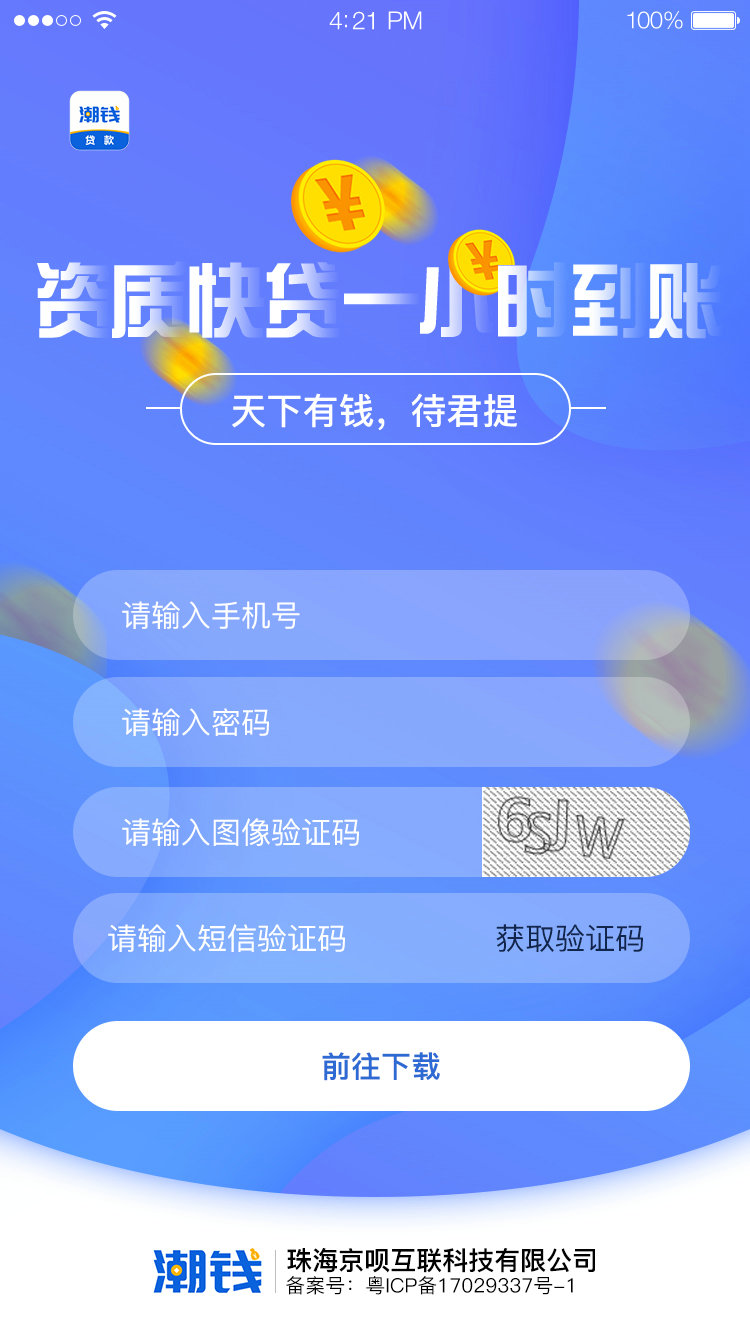 4:21 PM
100%
潮钱
贷款
资质快贷一小时到账
天下有钱，待君提
请输入手机号
请输入密码
请输入图像验证码
6SJW
请输入短信验证码
获取验证码
前往下载
潮钱
珠海京呗互联科技有限公司
备案号：粤ICP备17029337号-1